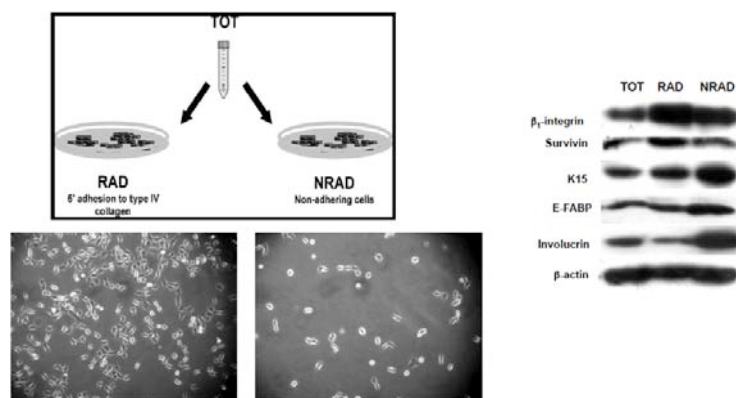 TOT
RAD
5' adhesion to type IV
collagen
NRAD
Non-adhering cells
TOT RAD NRAD
β1-integrin
Survivin
K15
E-FABP
Involucrin
β-actin